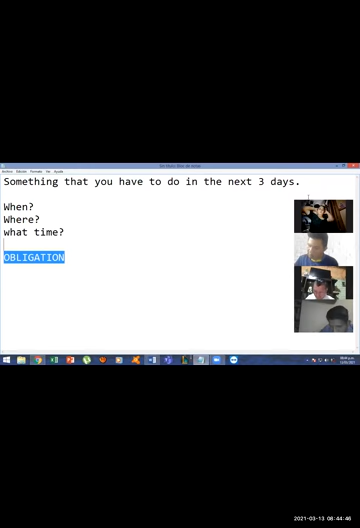 Something that you have to do in the next 3 days.
When?
Where?
what time?
OBLIGATION
2021-03-13 08:44:46